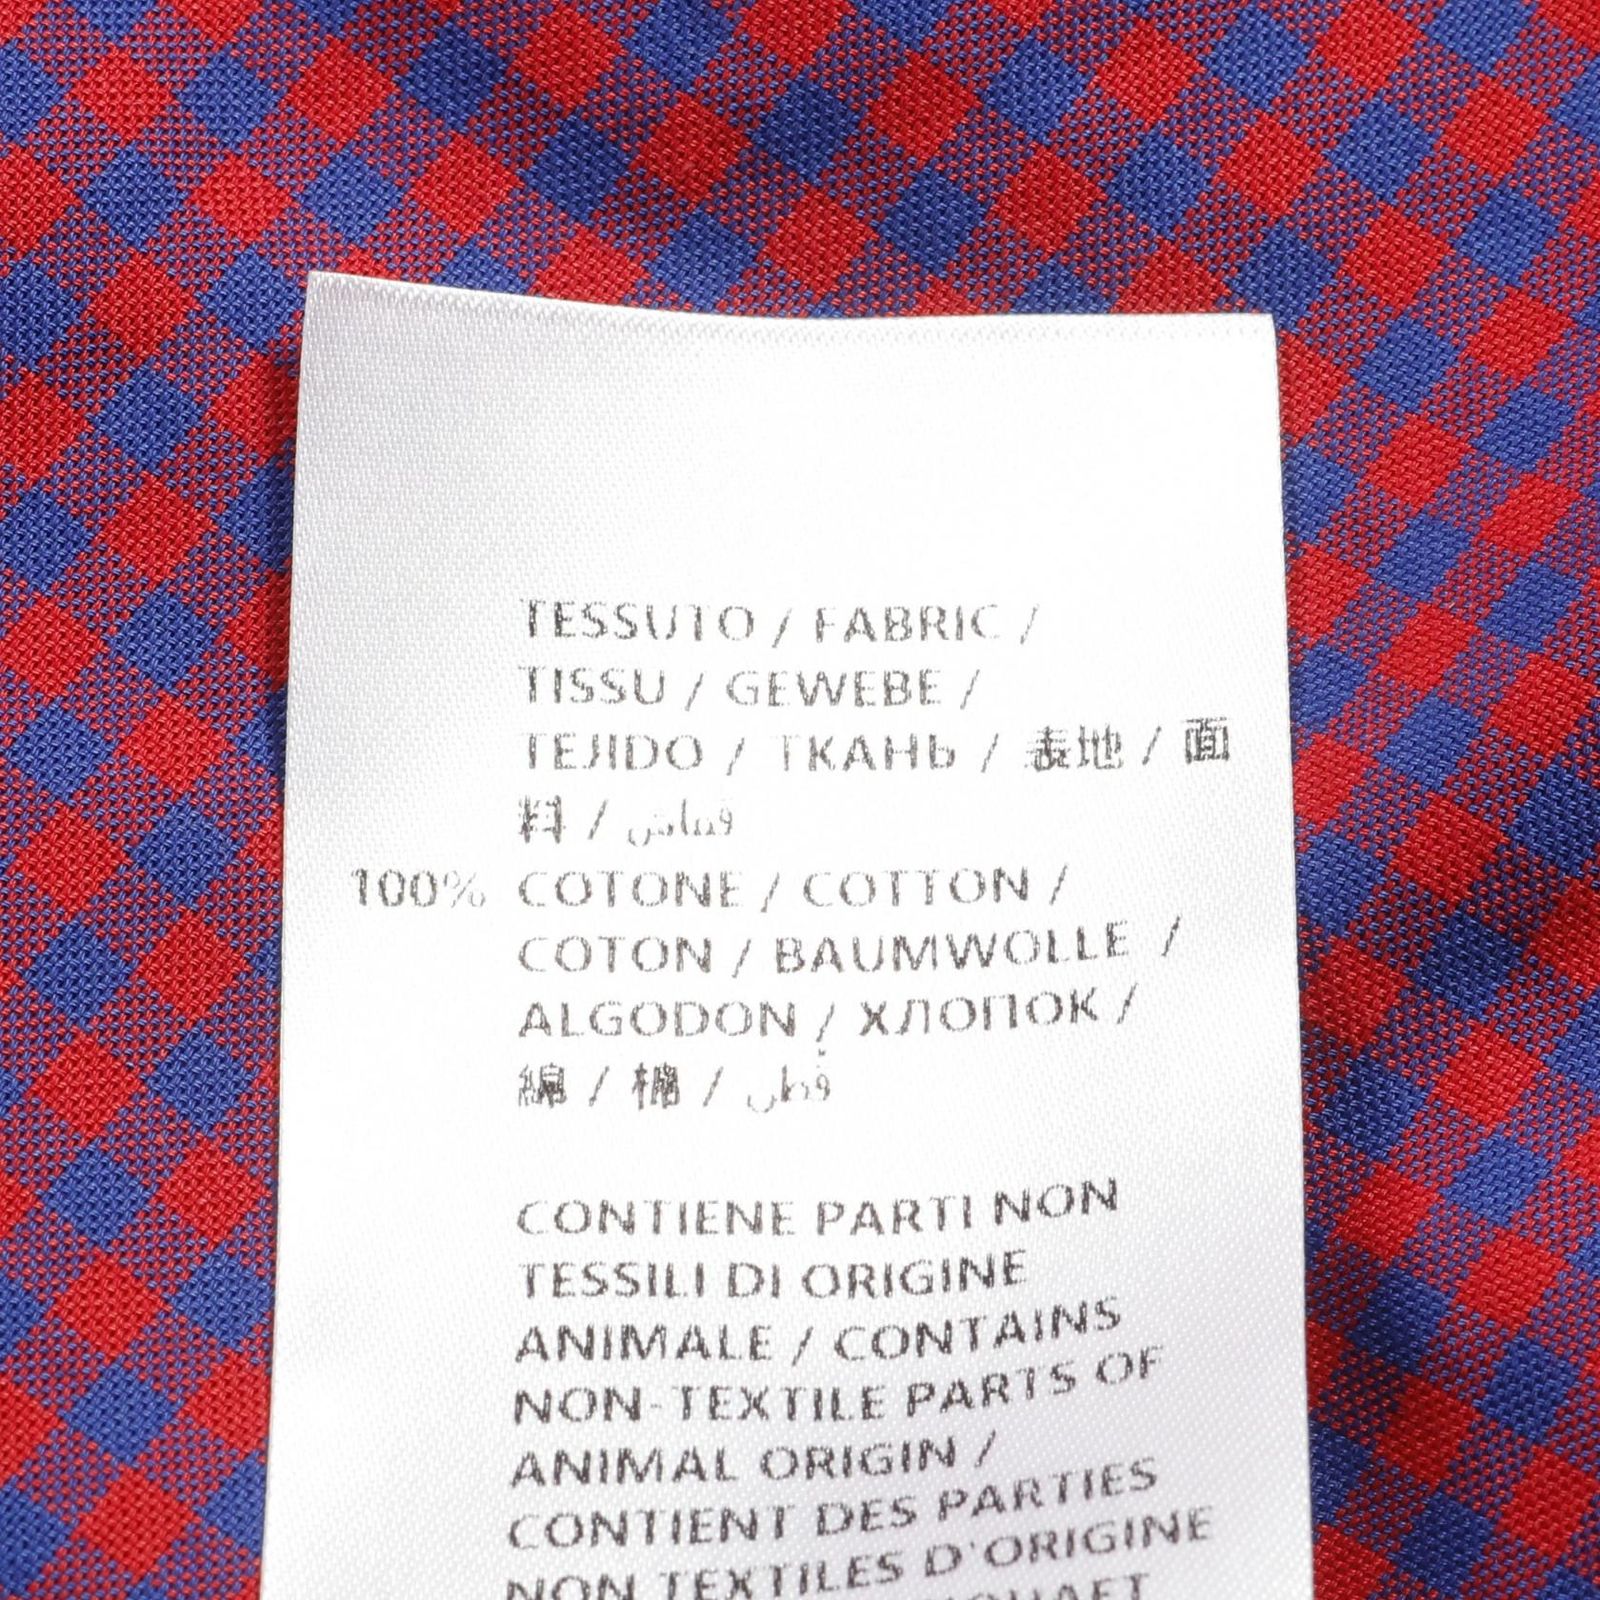 TESSUTO / FABRIC /
TISSU / GEWEBE /
TEJIDO / ТКАНЬ / 表地 / 面
料 / قماش
100% COTONE / COTTON /
COTON / BAUMWOLLE /
ALGODON / ХЛОПОК /
綿 / 棉 / قطن
CONTIENE PARTI NON
TESSILI DI ORIGINE
ANIMALE / CONTAINS
NON-TEXTILE PARTS OF
ANIMAL ORIGIN /
CONTIENT DES PARTIES
NON TEXTILES D'ORIGINE